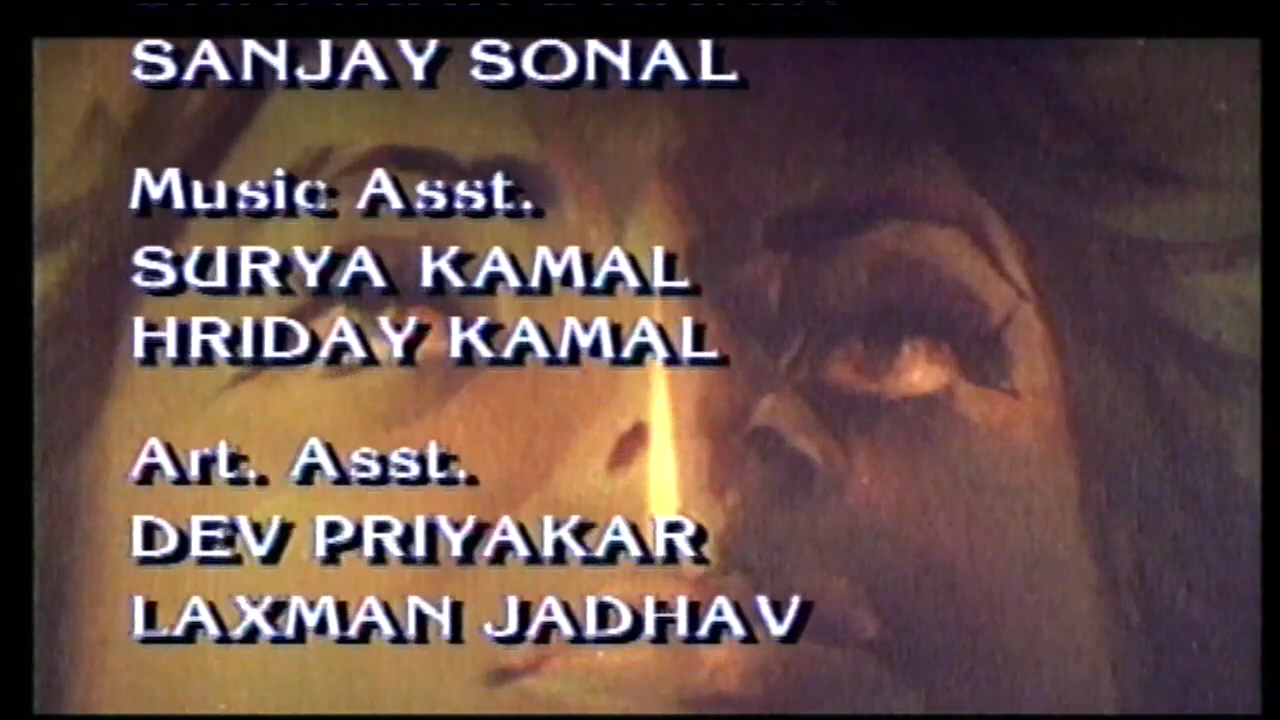 SANJAY SONAL
Music Asst.
SURYA KAMAL
HRIDAY KAMAL
Art. Asst.
DEV PRIYAKAR
LAXMAN JADHAV